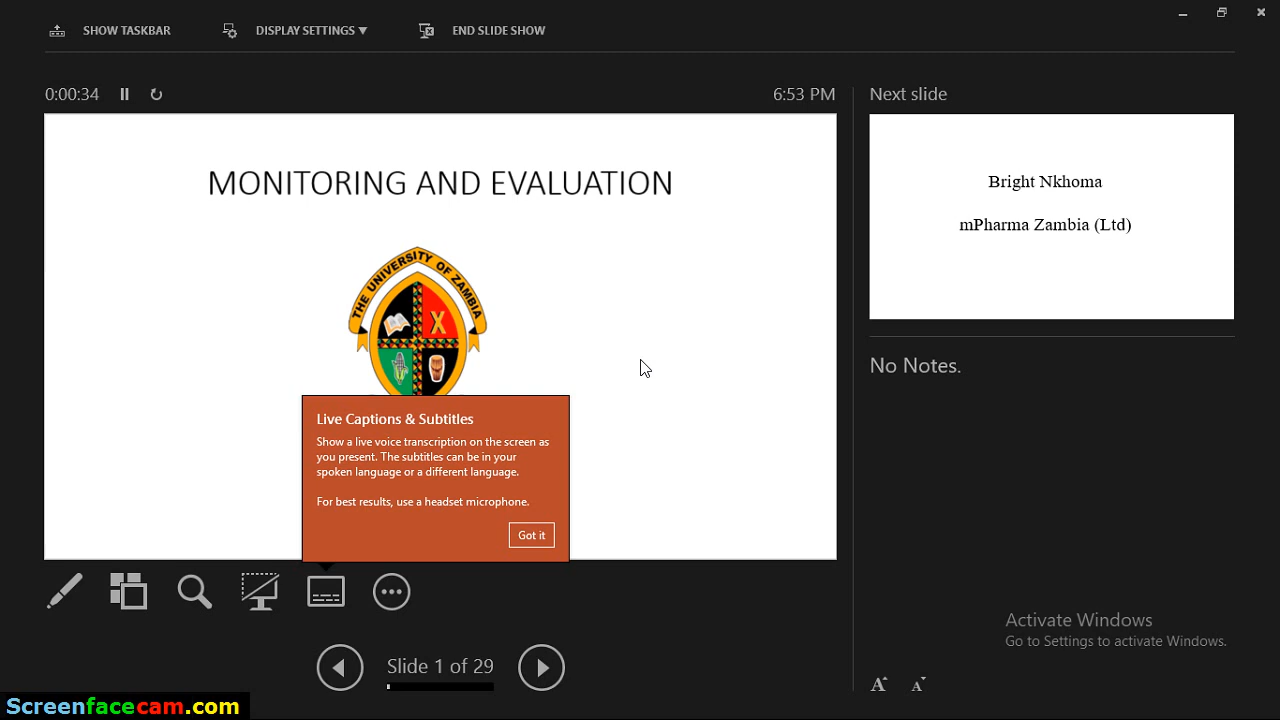 SHOW TASKBAR
DISPLAY SETTINGS
END SLIDE SHOW
0:00:34
6:53 PM
Next slide
MONITORING AND EVALUATION
THE UNIVERSITY OF ZAMBIA
Bright Nkhoma
mPharma Zambia (Ltd)
No Notes.
Live Captions & Subtitles
Show a live voice transcription on the screen as
you present. The subtitles can be in your
spoken language or a different language.
For best results, use a headset microphone.
Got it
Slide 1 of 29
Activate Windows
Go to Settings to activate Windows.
A A
Screenfacecam.com